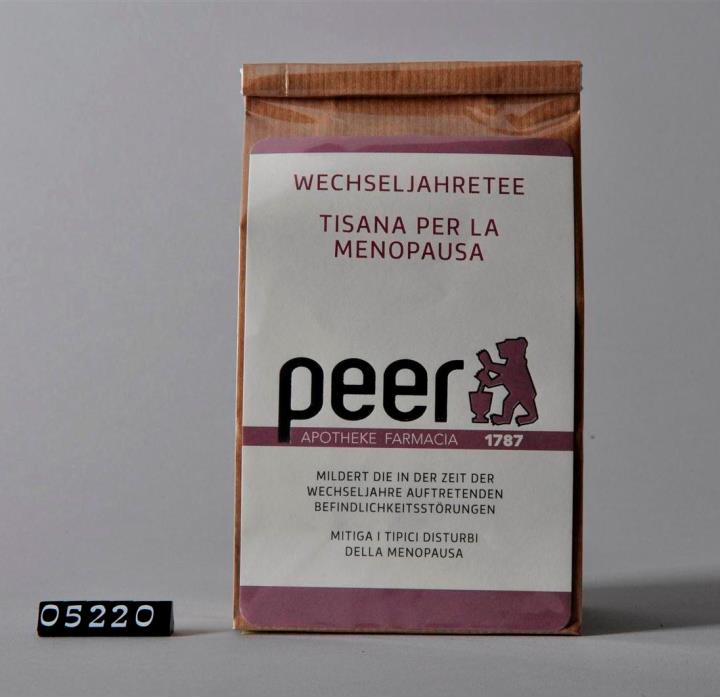 WECHSELJAHRETEE
TISANA PER LA
MENOPAUSA
peer
APOTHEKE FARMACIA 1787
MILDERT DIE IN DER ZEIT DER
WECHSELJAHRE AUFTRETENDEN
BEFINDLICHKEITSSTÖRUNGEN
MITIGA I TIPICI DISTURBI
DELLA MENOPAUSA
05220